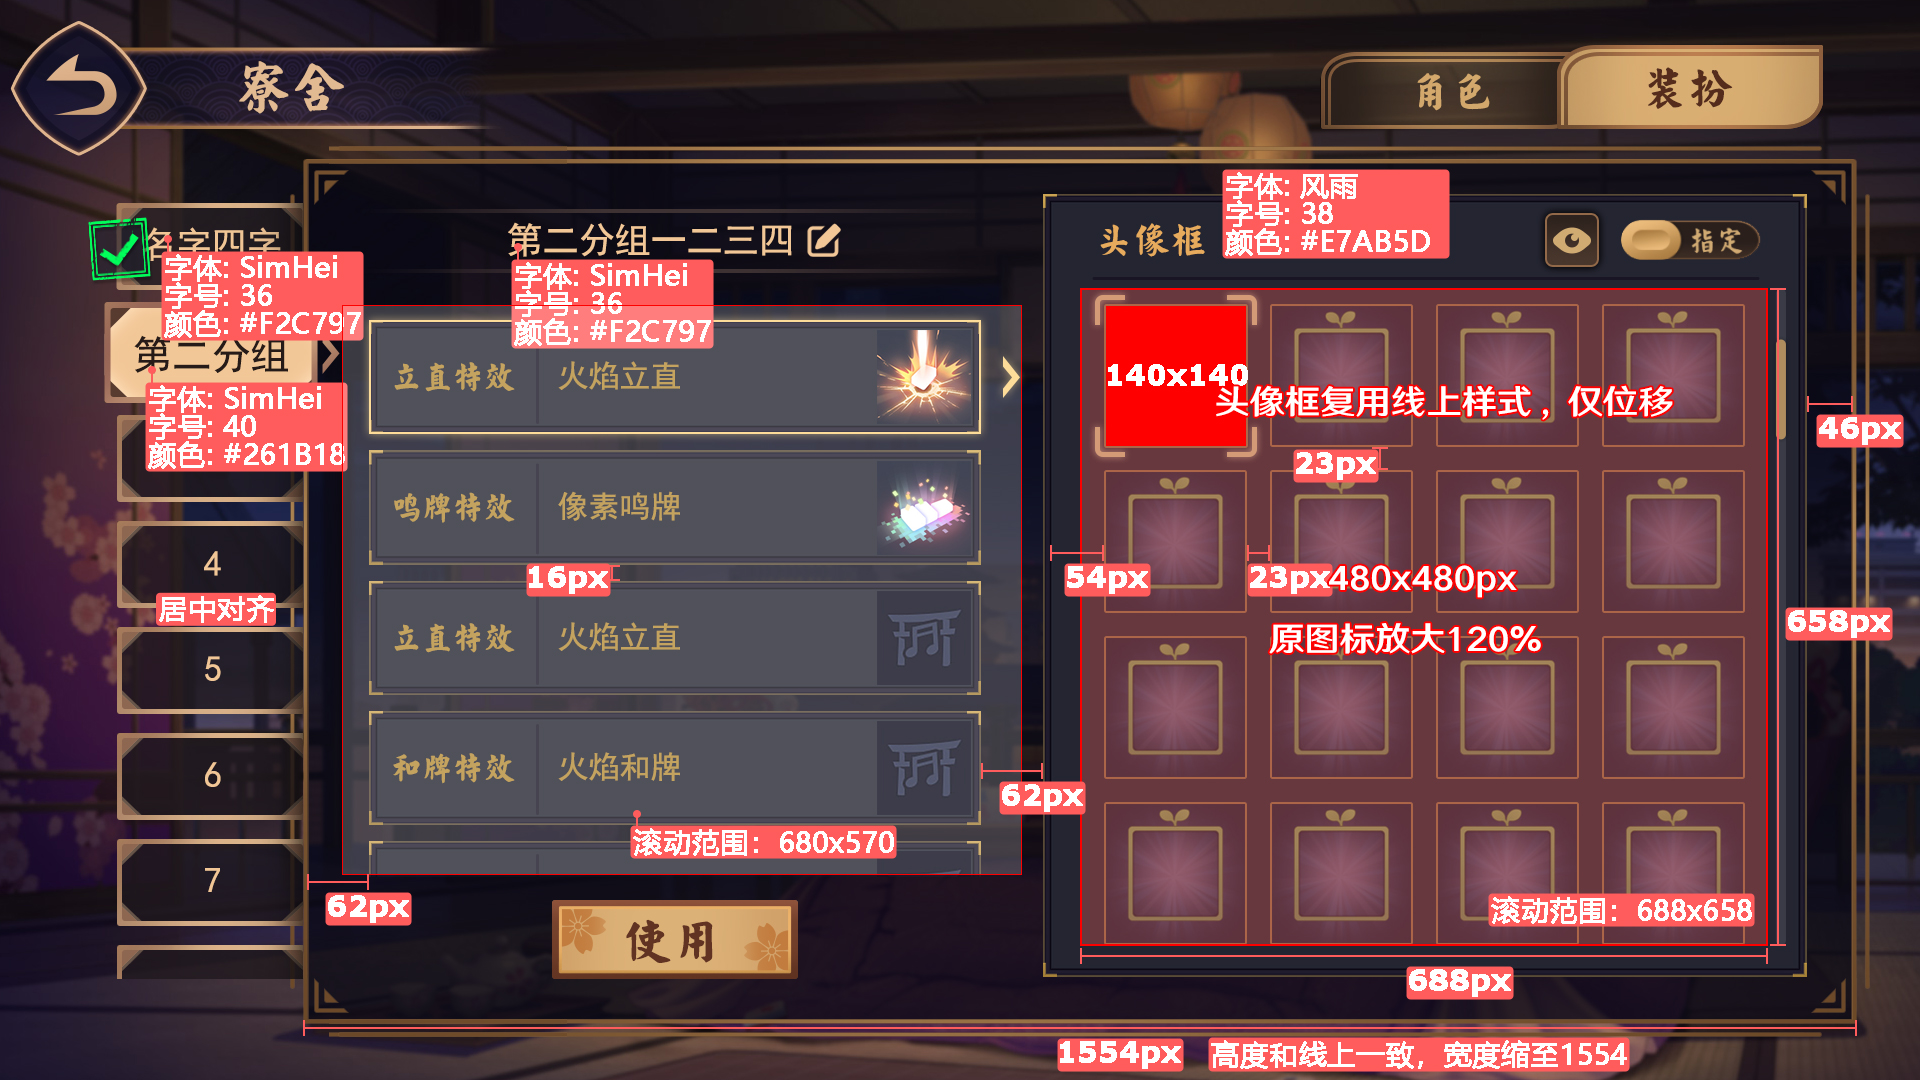 寮舍
角色
装扮
名字四字
字体: SimHei
字号: 36
颜色: #F2C797
第二分组
字体: SimHei
字号: 40
颜色: #261B18
4
居中对齐
5
6
7
第二分组一二三四
字体: SimHei
字号: 36
颜色: #F2C797
立直特效
火焰立直
鸣牌特效
像素鸣牌
16px
立直特效
火焰立直
和牌特效
火焰和牌
62px
滚动范围：680x570
62px
使用
头像框
字体: 风雨
字号: 38
颜色: #E7AB5D
指定
140x140
头像框复用线上样式，仅位移
46px
23px
54px
23px
480x480px
658px
原图标放大120%
滚动范围：688x658
688px
1554px
高度和线上一致，宽度缩至1554